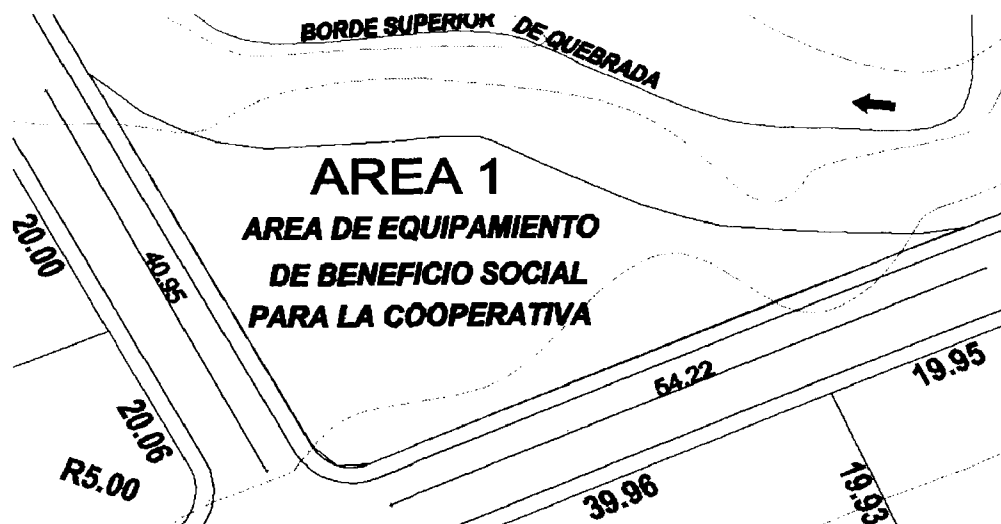 BORDE SUPERIOR DE QUEBRADA
AREA 1
AREA DE EQUIPAMIENTO
DE BENEFICIO SOCIAL
PARA LA COOPERATIVA
20.00
40.95
54.22
19.95
20.06
R5.00
39.96
19.93